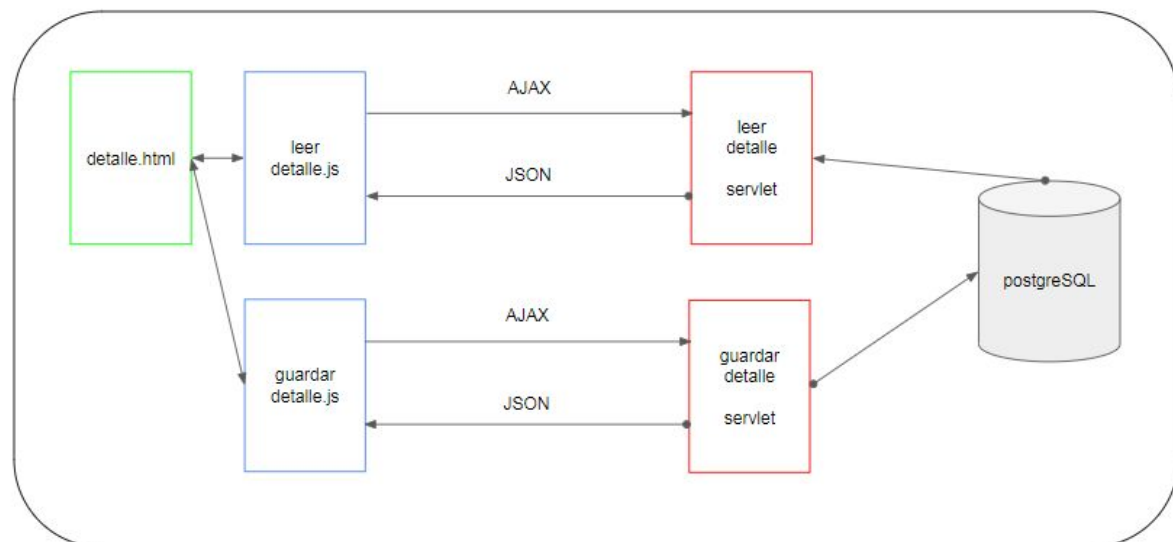 detalle.html
leer
detalle.js
AJAX
JSON
leer
detalle
servlet
postgreSQL
guardar
detalle.js
AJAX
JSON
guardar
detalle
servlet